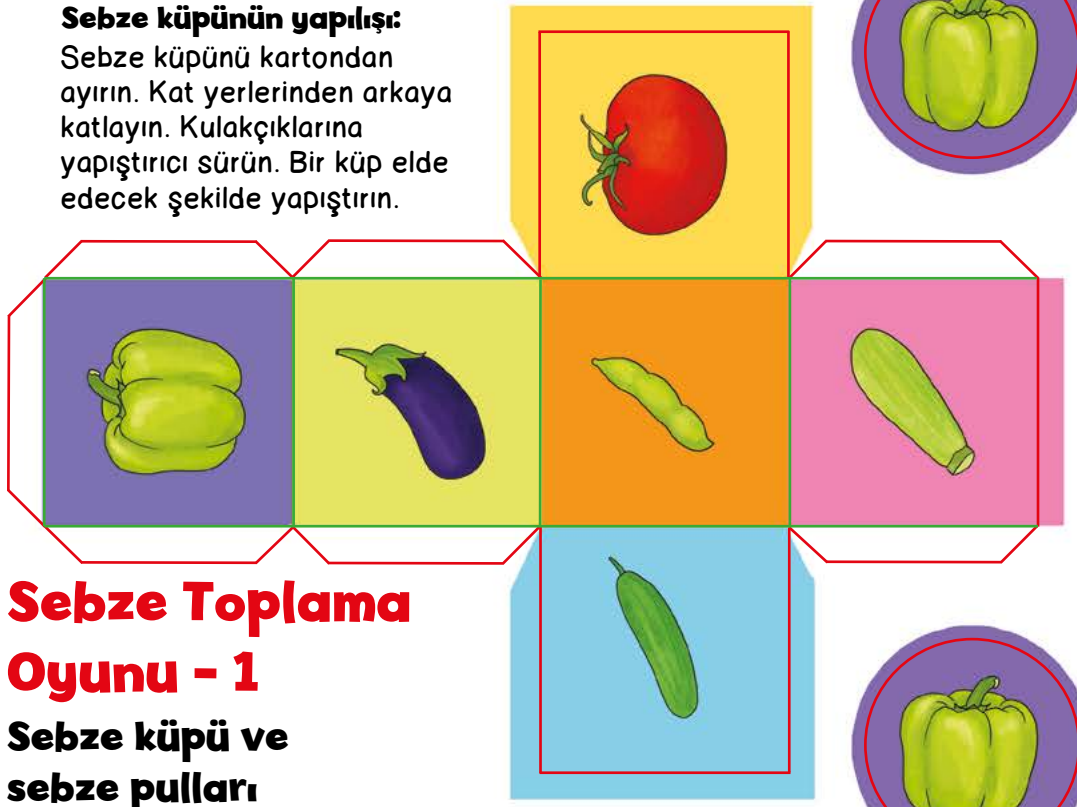 Sebze küpünün yapılışı:
Sebze küpünü kartondan
ayırın. Kat yerlerinden arkaya
katlayın. Kulakçıklarına
yapıştırıcı sürün. Bir küp elde
edecek şekilde yapıştırın.
Sebze Toplama
Oyunu - 1
Sebze küpü ve
sebze pulları